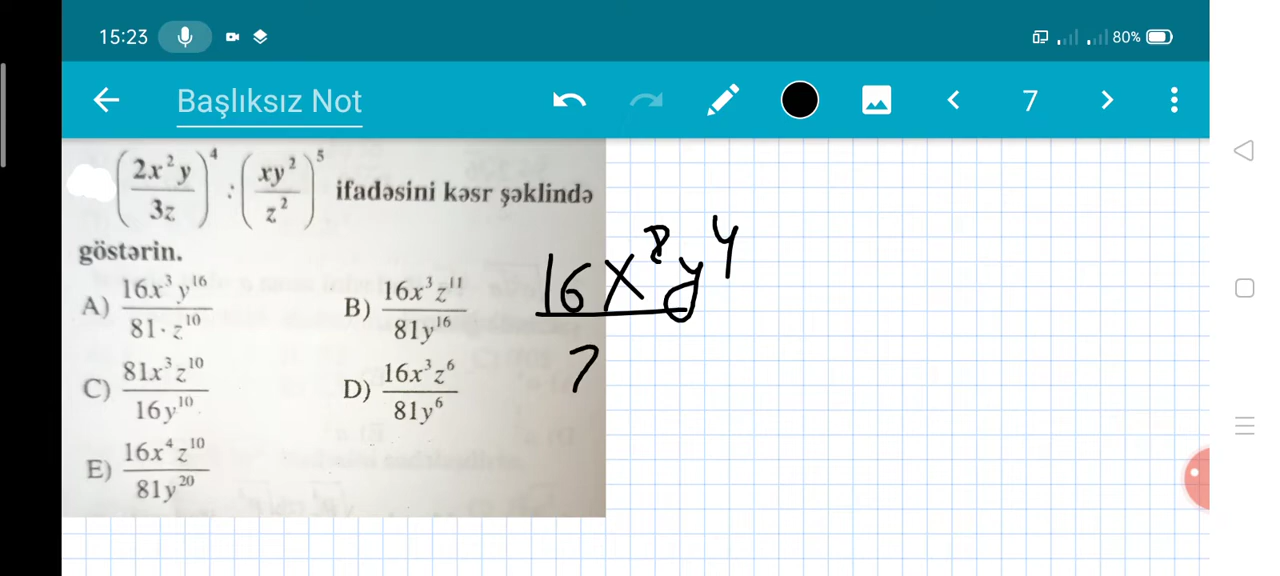 15:23 80%
Başlıksız Not 7
(2x²y/3z)⁴ : (xy²/z²)⁵ ifadəsini kəsr şəklində
göstərin.
A) 16x³y¹⁶/81·z¹⁰ B) 16x³z¹¹/81y¹⁶
C) 81x³z¹⁰/16y¹⁰ D) 16x³z⁶/81y⁶
E) 16x⁴z¹⁰/81y²⁰
16x⁸y⁴
7